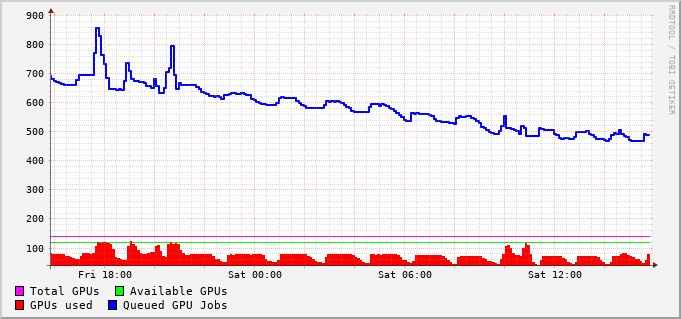 900
800
700
600
500
400
300
200
100
Fri 18:00 Sat 00:00 Sat 06:00 Sat 12:00
Total GPUs Available GPUs
GPUs used Queued GPU Jobs
RRDTOOL / TOBI OETIKER